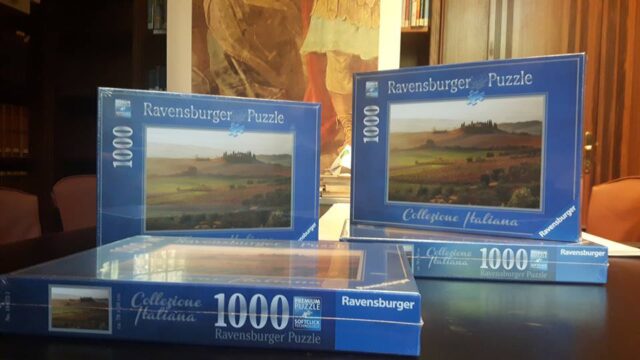 Ravensburger Puzzle
1000
Ravensburger
Ravensburger Puzzle
1000
Collezione Italiana
Ravensburger
Collezione
Italiana
1000
Ravensburger Puzzle
Collezione
Italiana
1000
Ravensburger Puzzle
PREMIUM
PUZZLE
SOFTCLICK
Ravensburger